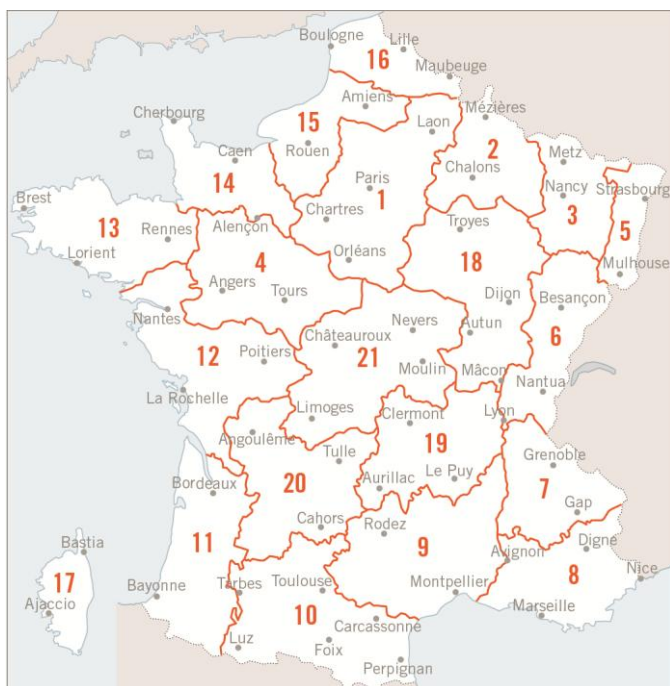 Boulogne
Lille
16
Maubeuge
Amiens
Cherbourg
15
Laon
Mézières
2
Caen
Rouen
Metz
Chalons
14
Paris
1
Nancy
Strasbourg
Brest
13
Chartres
3
5
Rennes
Alençon
Troyes
Lorient
4
Orléans
18
Mulhouse
Angers
Tours
Dijon
Besançon
Nantes
Nevers
Autun
6
Châteauroux
12
Poitiers
21
Moulin
Mâcon
La Rochelle
Nantua
Limoges
Clermont
Lyon
Angoulême
19
Tulle
Grenoble
Le Puy
20
Aurillac
7
Bordeaux
Gap
Cahors
Rodez
11
9
Digne
Bastia
Avignon
17
Bayonne
Tarbes
Toulouse
Montpellier
8
Nice
Ajaccio
10
Marseille
Carcassonne
Luz
Foix
Perpignan